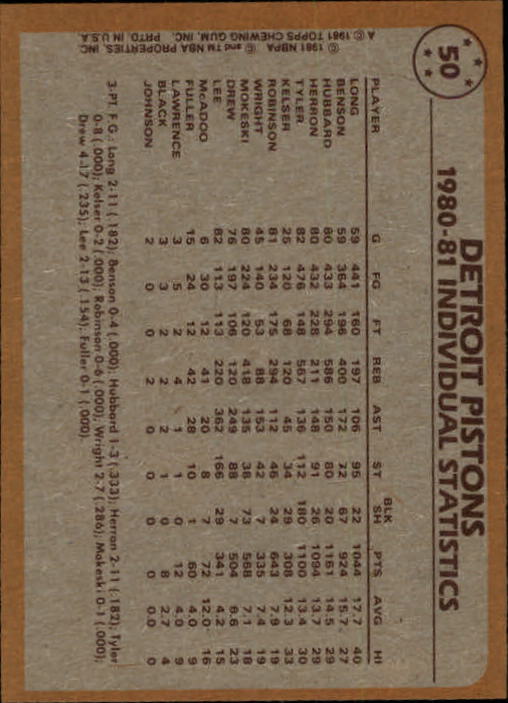 50
DETROIT PISTONS
1980-81 INDIVIDUAL STATISTICS
PLAYER G FG FT REB AST ST BLK SH PTS AVG HI
LONG 59 441 160 197 106 95 22 1044 17.7 40
BENSON 59 364 196 400 172 72 67 924 15.7 27
HUBBARD 80 433 294 586 150 80 20 1161 14.5 29
HERRON 80 432 228 211 148 91 26 1094 13.7 29
TYLER 82 476 148 567 136 112 180 1100 13.4 30
KELSER 25 120 68 120 45 34 29 308 12.3 33
ROBINSON 81 234 175 294 112 46 24 643 7.9 19
WRIGHT 45 140 53 88 153 42 7 335 7.4 19
MOKESKI 80 224 120 418 135 38 73 568 7.1 18
DREW 76 197 106 120 249 88 7 504 6.6 23
LEE 82 113 113 220 362 166 29 341 4.2 15
McADOO 6 30 12 41 20 8 7 72 12.0 16
FULLER 15 24 12 42 28 10 1 60 4.0 9
LAWRENCE 3 5 2 4 1 1 0 12 4.0 9
BLACK 3 3 2 2 2 1 1 8 2.7 4
JOHNSON 2 0 0 2 0 0 0 0 0.0 0
3-PT. F.G.: Long 2-11 (.182); Benson 0-4 (.000); Hubbard 1-3 (.333); Herron 2-11 (.182); Tyler
0-8 (.000); Kelser 0-2 (.000); Robinson 0-6 (.000); Wright 2-7 (.286); Mokeski 0-1 (.000);
Drew 4-17 (.235); Lee 2-13 (.154); Fuller 0-1 (.000).
© 1981 NBPA © and TM NBA PROPERTIES, INC.
A © 1981 TOPPS CHEWING GUM, INC. PRTD. IN U.S.A.